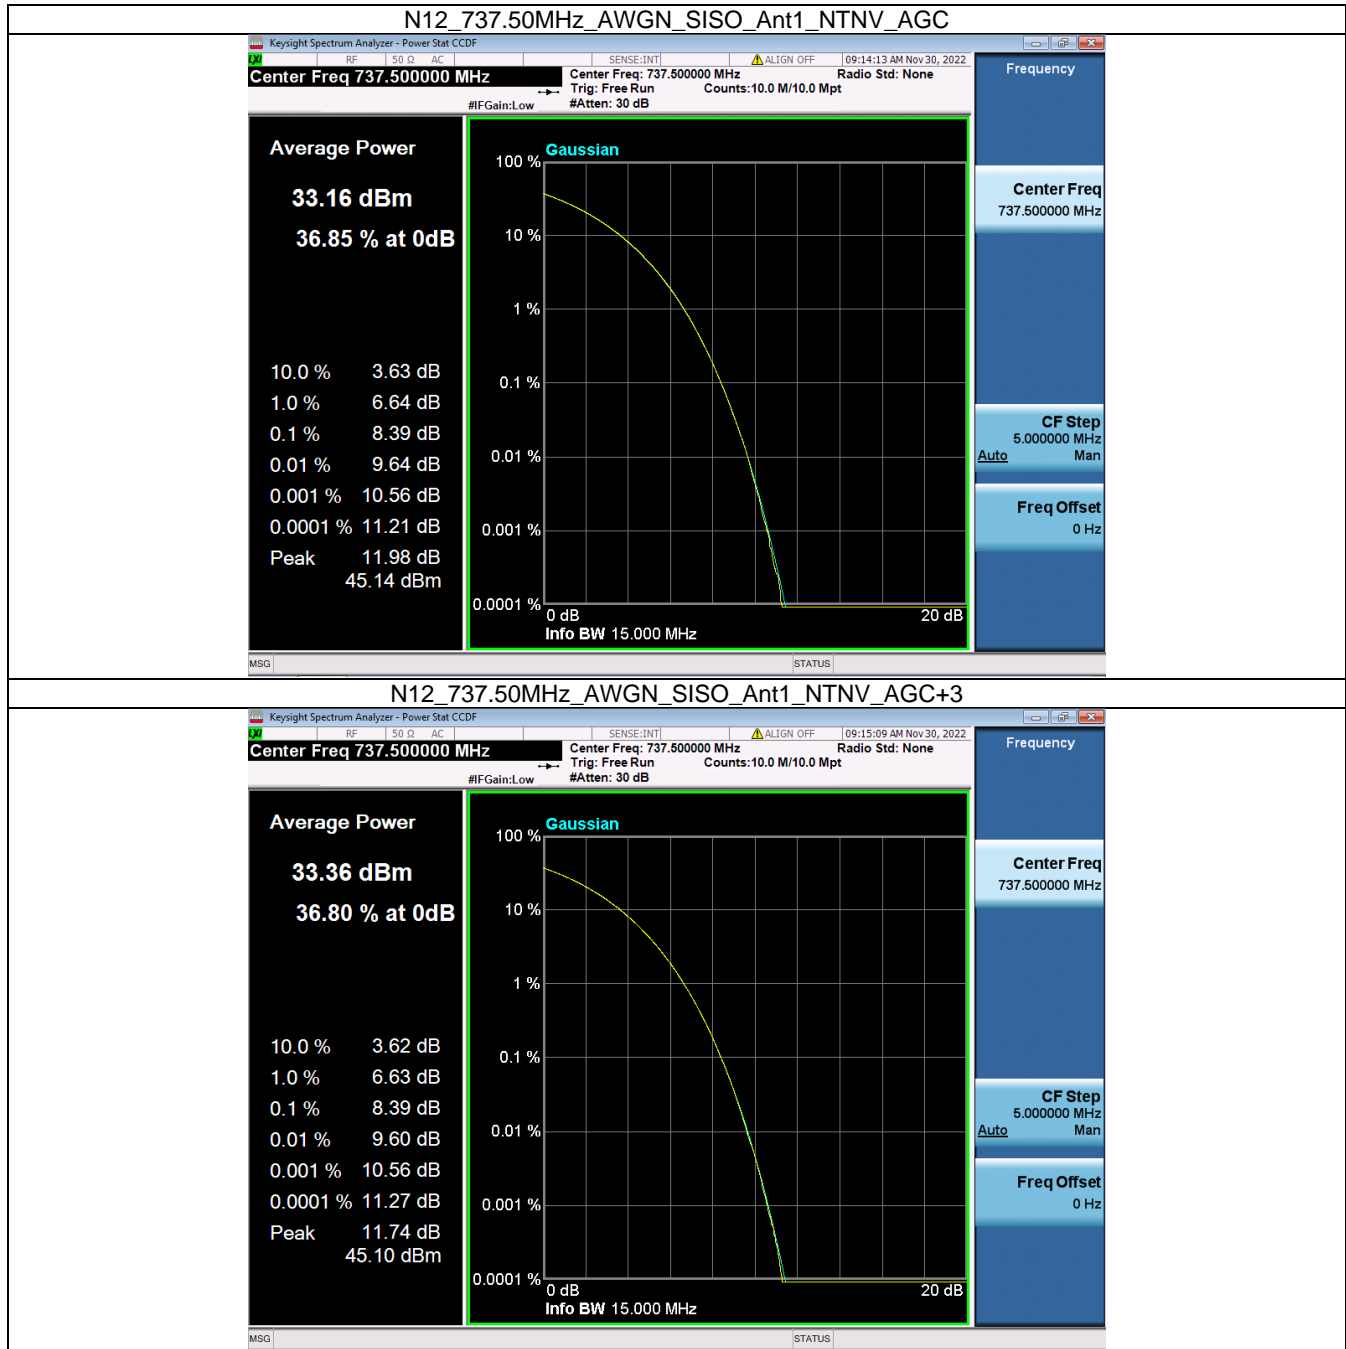 N12_737.50MHz_AWGN_SISO_Ant1_NTNV_AGC
Keysight Spectrum Analyzer - Power Stat CCDF
LXI RF 50 Ω AC SENSE:INT ALIGN OFF 09:14:13 AM Nov 30, 2022
Center Freq 737.500000 MHz
Center Freq: 737.500000 MHz Radio Std: None
Trig: Free Run Counts:10.0 M/10.0 Mpt
#IFGain:Low #Atten: 30 dB
Frequency
Average Power
33.16 dBm
36.85 % at 0dB
10.0 % 3.63 dB
1.0 % 6.64 dB
0.1 % 8.39 dB
0.01 % 9.64 dB
0.001 % 10.56 dB
0.0001 % 11.21 dB
Peak 11.98 dB
45.14 dBm
Gaussian
100 %
10 %
1 %
0.1 %
0.01 %
0.001 %
0.0001 %
0 dB 20 dB
Info BW 15.000 MHz
Center Freq
737.500000 MHz
CF Step
5.000000 MHz
Auto Man
Freq Offset
0 Hz
MSG STATUS
N12_737.50MHz_AWGN_SISO_Ant1_NTNV_AGC+3
Keysight Spectrum Analyzer - Power Stat CCDF
LXI RF 50 Ω AC SENSE:INT ALIGN OFF 09:15:09 AM Nov 30, 2022
Center Freq 737.500000 MHz
Center Freq: 737.500000 MHz Radio Std: None
Trig: Free Run Counts:10.0 M/10.0 Mpt
#IFGain:Low #Atten: 30 dB
Frequency
Average Power
33.36 dBm
36.80 % at 0dB
10.0 % 3.62 dB
1.0 % 6.63 dB
0.1 % 8.39 dB
0.01 % 9.60 dB
0.001 % 10.56 dB
0.0001 % 11.27 dB
Peak 11.74 dB
45.10 dBm
Gaussian
100 %
10 %
1 %
0.1 %
0.01 %
0.001 %
0.0001 %
0 dB 20 dB
Info BW 15.000 MHz
Center Freq
737.500000 MHz
CF Step
5.000000 MHz
Auto Man
Freq Offset
0 Hz
MSG STATUS